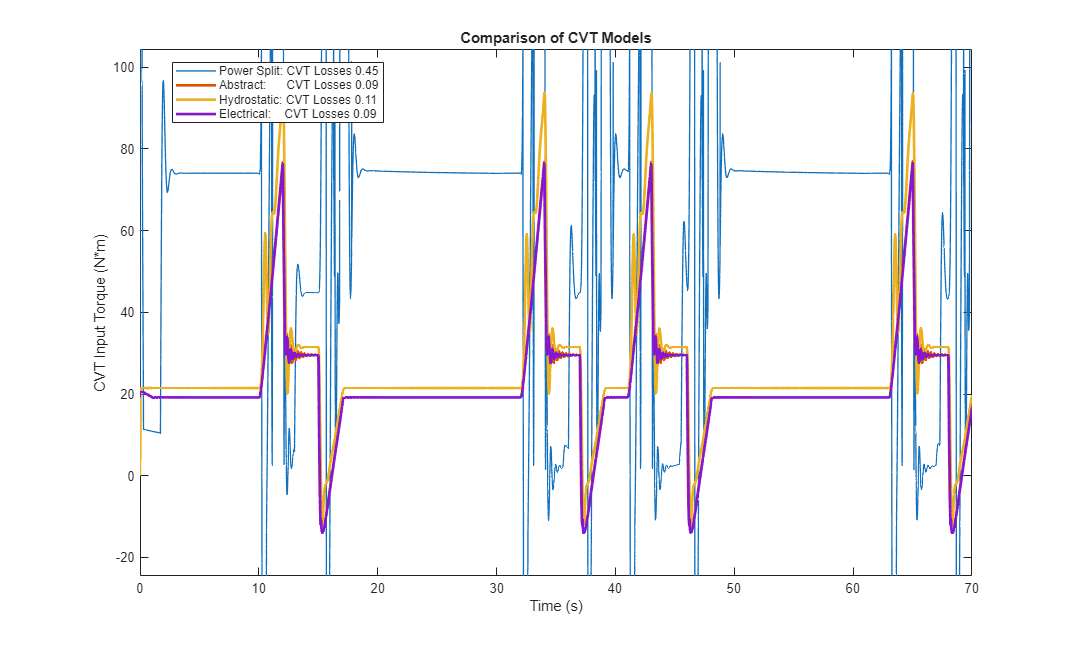 Comparison of CVT Models
Power Split: CVT Losses 0.45
Abstract: CVT Losses 0.09
Hydrostatic: CVT Losses 0.11
Electrical: CVT Losses 0.09
CVT Input Torque (N*m)
100
80
60
40
20
0
-20
0 10 20 30 40 50 60 70
Time (s)